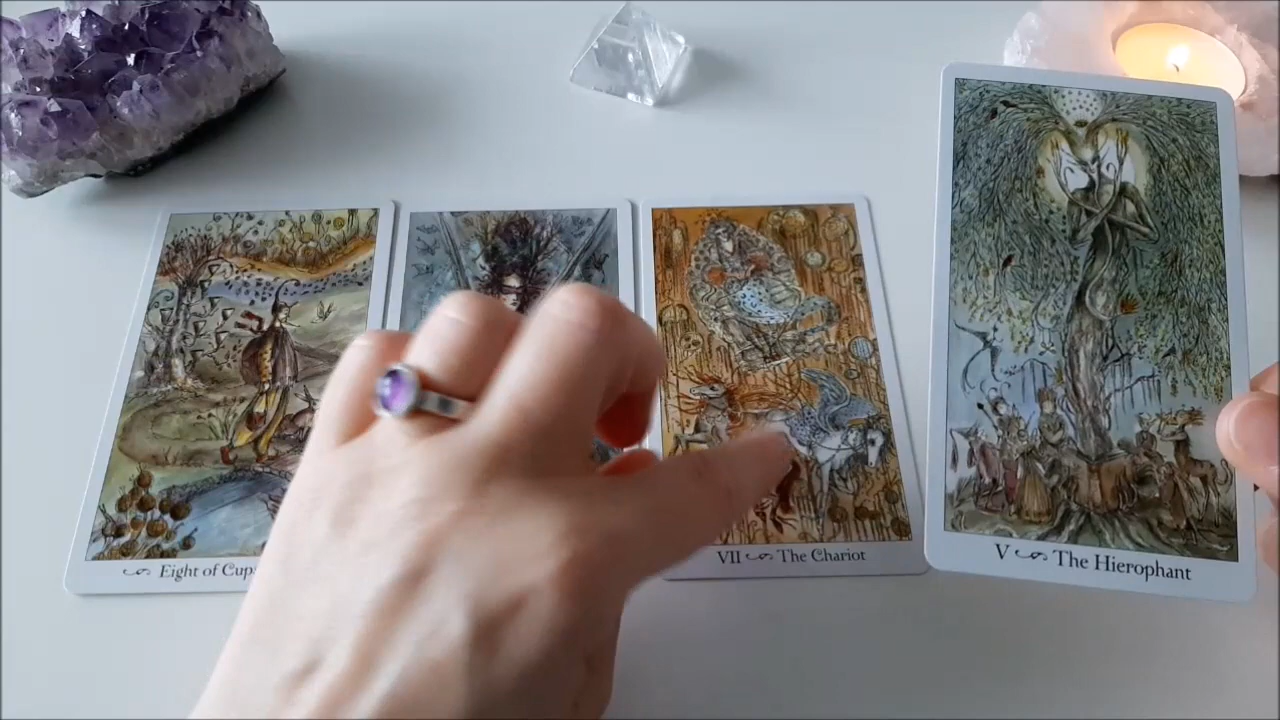 Eight of Cup
VII The Chariot
V The Hierophant